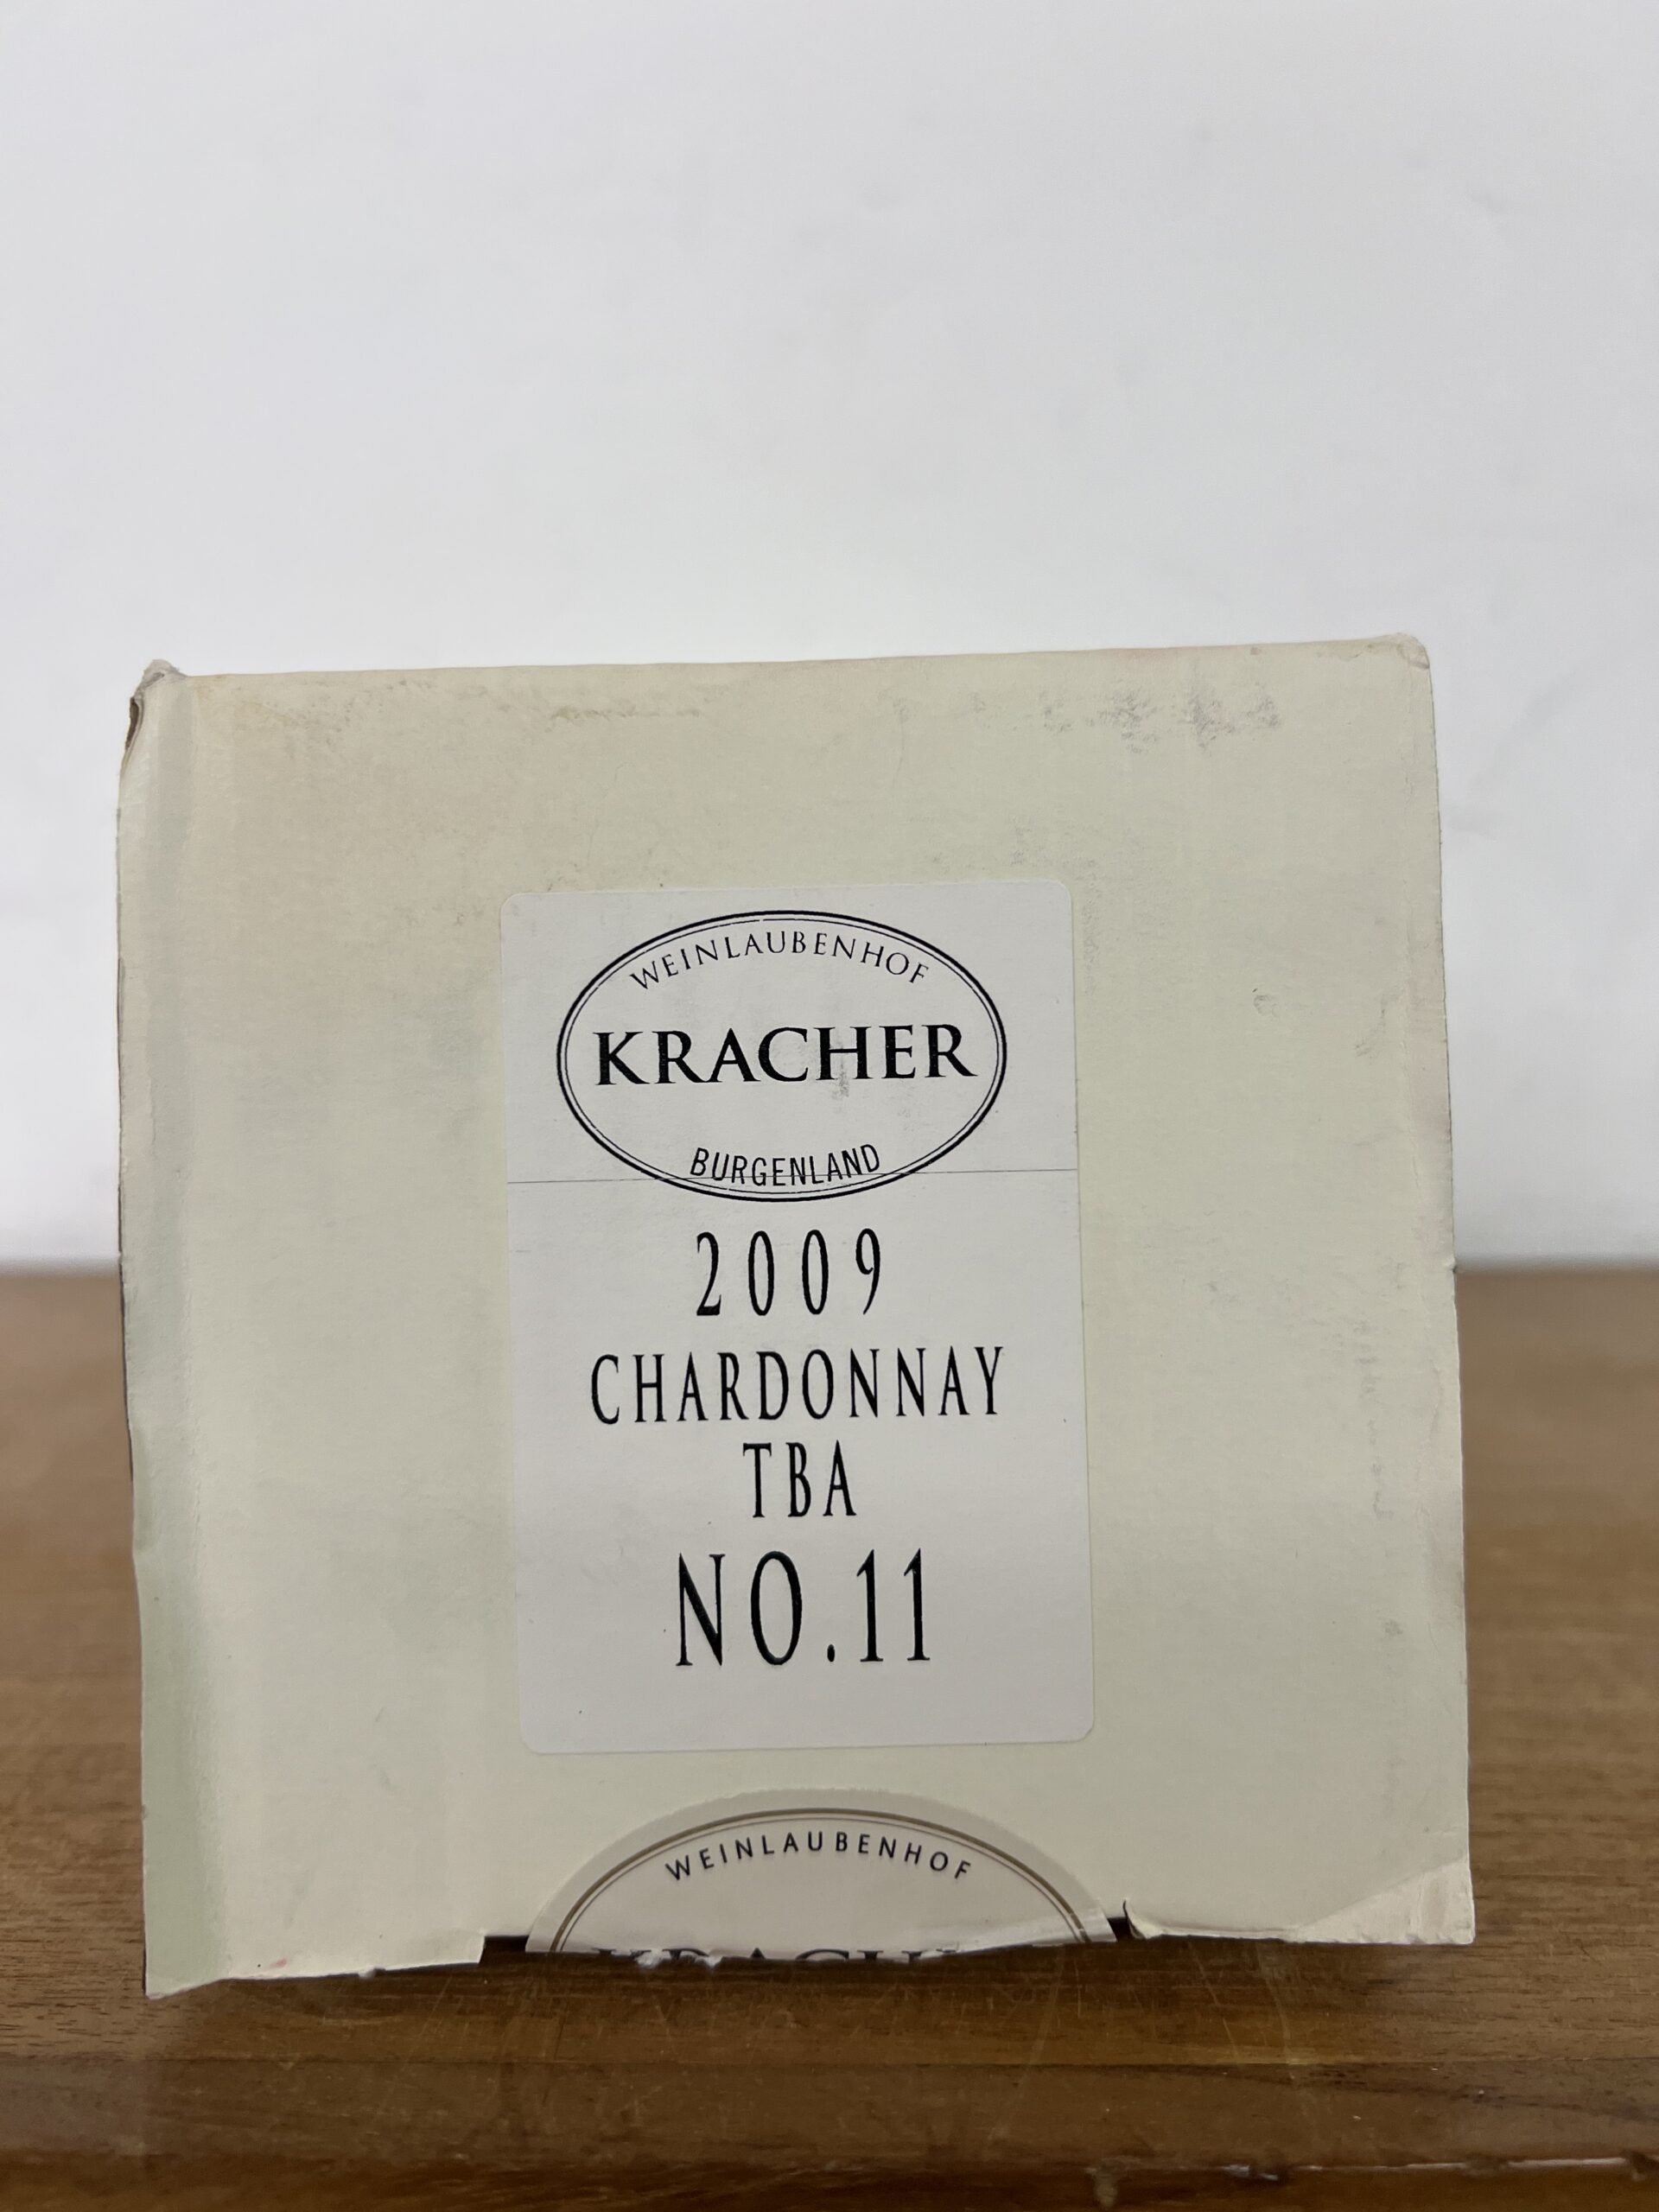 WEINLAUBENHOF
KRACHER
BURGENLAND
2009
CHARDONNAY
TBA
NO.11
WEINLAUBENHOF